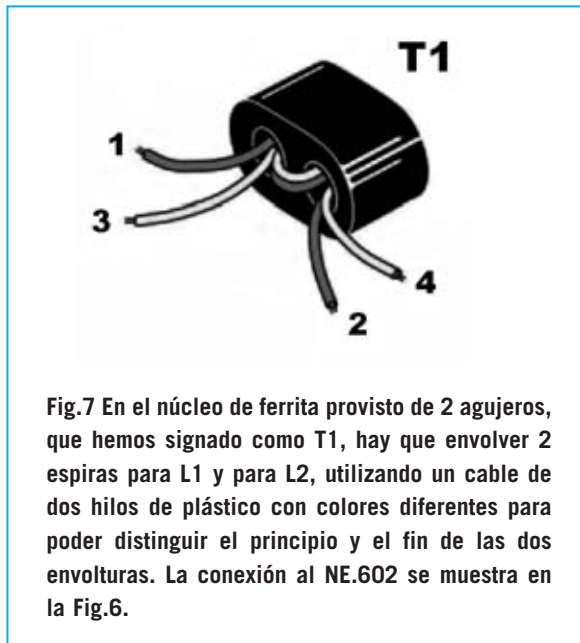 T1
1
3
4
2
Fig.7 En el núcleo de ferrita provisto de 2 agujeros,
que hemos signado como T1, hay que envolver 2
espiras para L1 y para L2, utilizando un cable de
dos hilos de plástico con colores diferentes para
poder distinguir el principio y el fin de las dos
envolturas. La conexión al NE.602 se muestra en
la Fig.6.